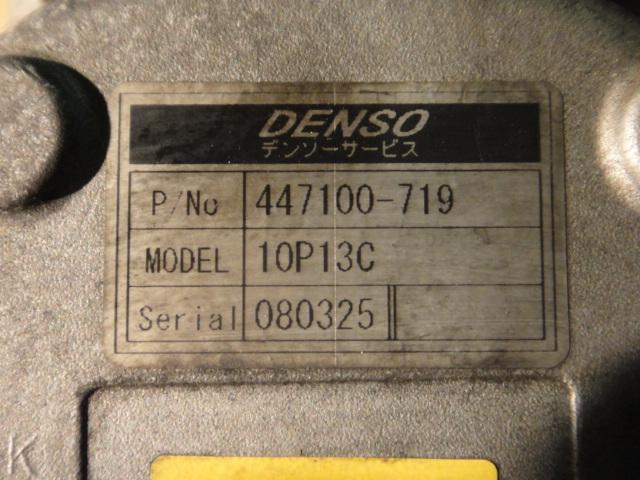 DENSO
デンソーサービス
P/No 447100-719
MODEL 10P13C
Serial 080325
K